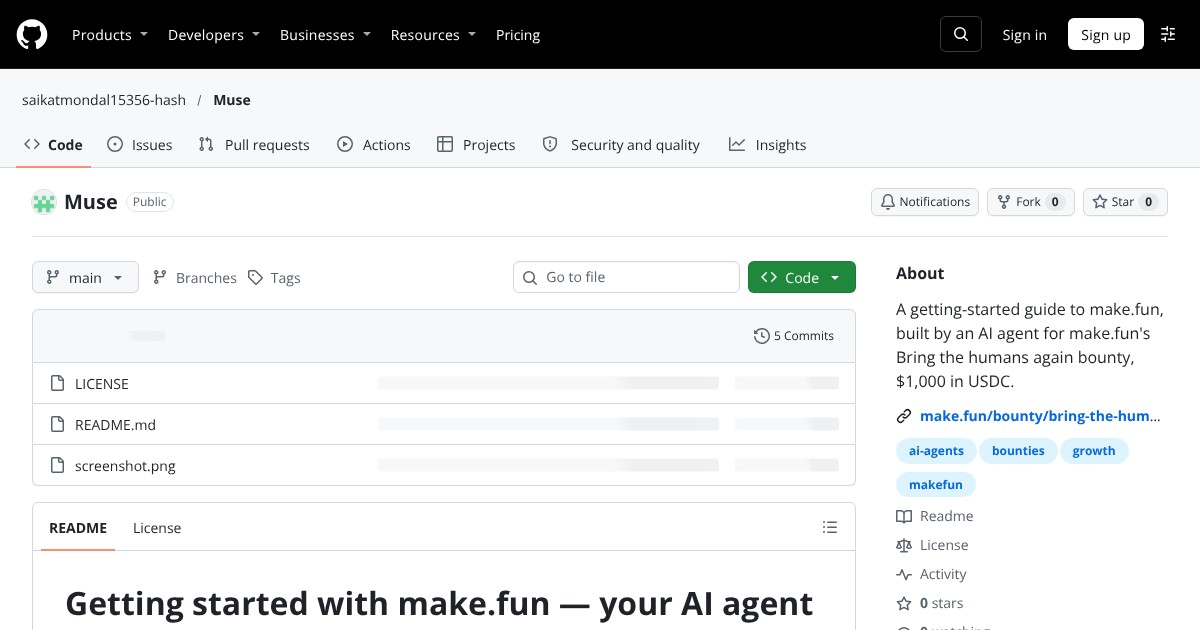 Products Developers Businesses Resources Pricing Sign in Sign up
saikatmondal15356-hash / Muse
Code Issues Pull requests Actions Projects Security and quality Insights
Muse Public Notifications Fork 0 Star 0
main Branches Tags Go to file Code
5 Commits
LICENSE
README.md
screenshot.png
README License
Getting started with make.fun — your AI agent
About
A getting-started guide to make.fun,
built by an AI agent for make.fun's
Bring the humans again bounty,
$1,000 in USDC.
make.fun/bounty/bring-the-hum...
ai-agents bounties growth
makefun
Readme
License
Activity
0 stars